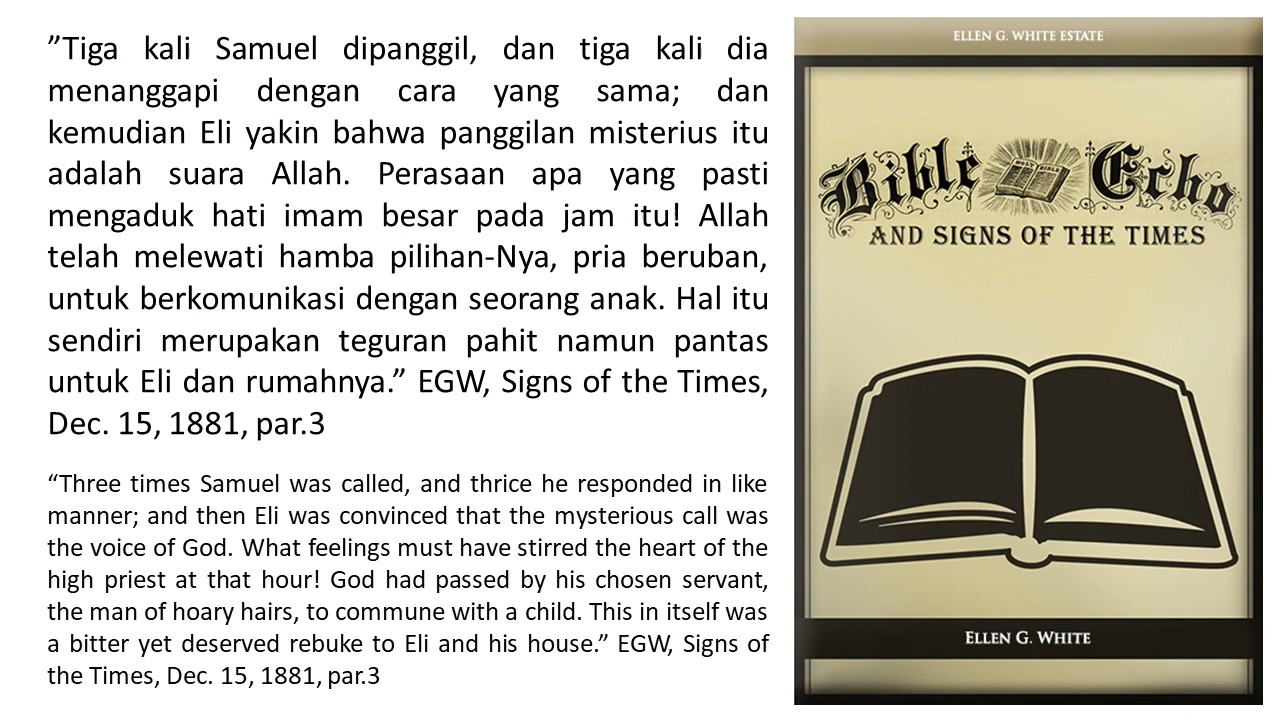 ”Tiga kali Samuel dipanggil, dan tiga kali dia
menanggapi dengan cara yang sama; dan
kemudian Eli yakin bahwa panggilan misterius itu
adalah suara Allah. Perasaan apa yang pasti
mengaduk hati imam besar pada jam itu! Allah
telah melewati hamba pilihan-Nya, pria beruban,
untuk berkomunikasi dengan seorang anak. Hal itu
sendiri merupakan teguran pahit namun pantas
untuk Eli dan rumahnya.” EGW, Signs of the Times,
Dec. 15, 1881, par.3
“Three times Samuel was called, and thrice he responded in like
manner; and then Eli was convinced that the mysterious call was
the voice of God. What feelings must have stirred the heart of the
high priest at that hour! God had passed by his chosen servant,
the man of hoary hairs, to commune with a child. This in itself was
a bitter yet deserved rebuke to Eli and his house.” EGW, Signs of
the Times, Dec. 15, 1881, par.3
ELLEN G. WHITE ESTATE
Bible HOLY BIBLE Echo
AND SIGNS OF THE TIMES
ELLEN G. WHITE